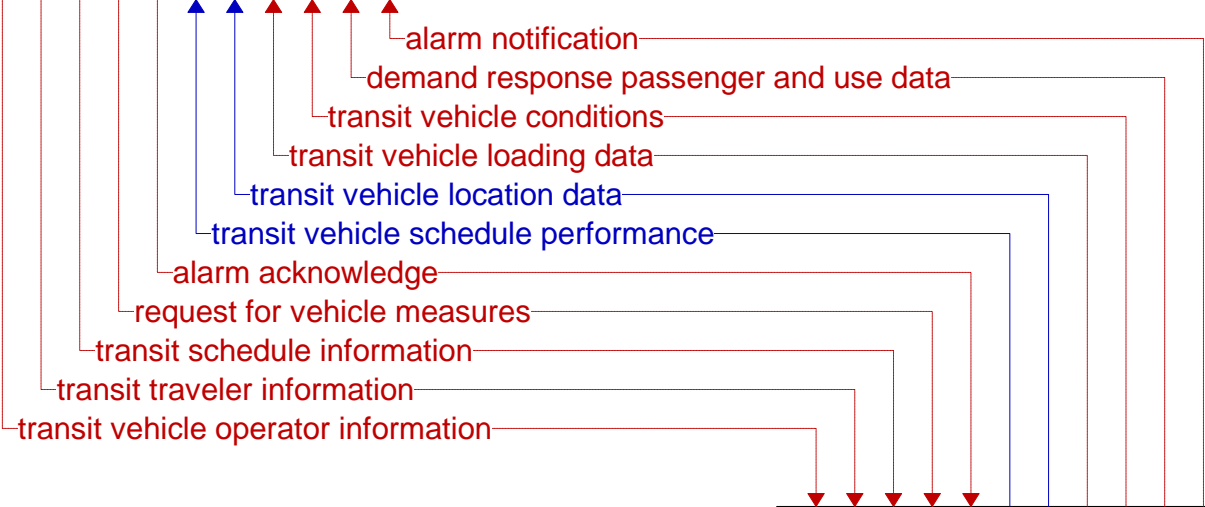 alarm notification
demand response passenger and use data
transit vehicle conditions
transit vehicle loading data
transit vehicle location data
transit vehicle schedule performance
alarm acknowledge
request for vehicle measures
transit schedule information
transit traveler information
transit vehicle operator information